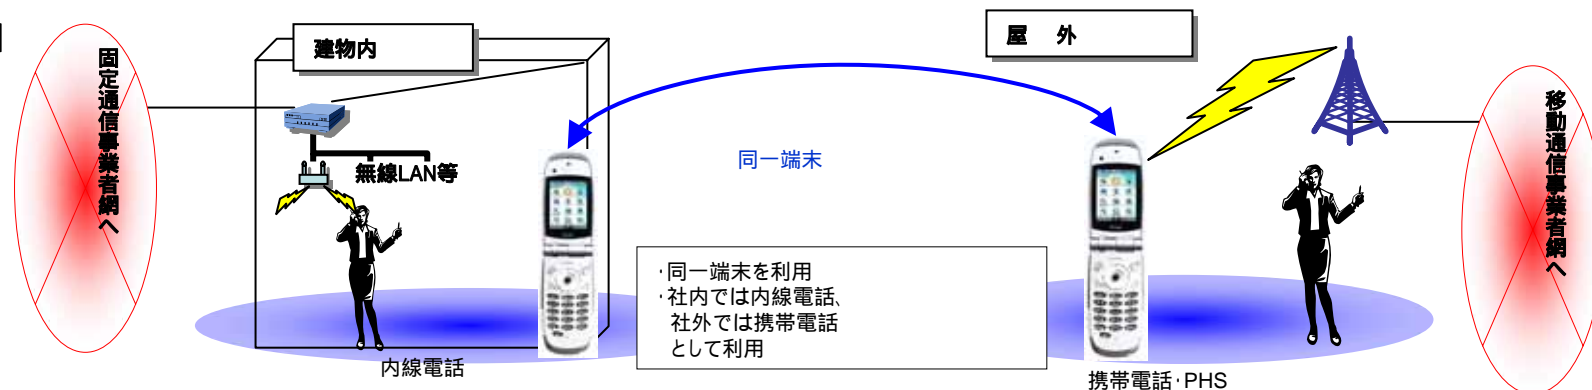 固定通信事業者網へ
建物内
無線LAN等
内線電話
同一端末
・同一端末を利用
・社内では内線電話、
社外では携帯電話
として利用
屋 外
携帯電話・PHS
移動通信事業者網へ